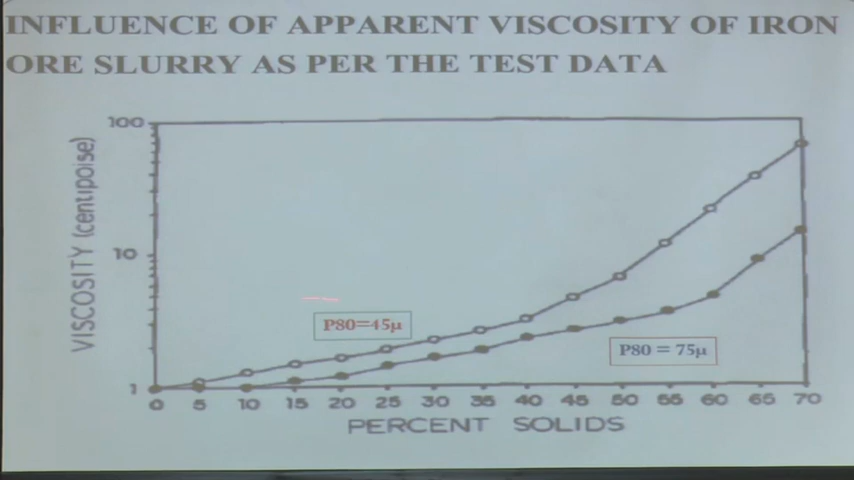 INFLUENCE OF APPARENT VISCOSITY OF IRON
ORE SLURRY AS PER THE TEST DATA
100
10
1
VISCOSITY (centipoise)
P80=45µ
P80 = 75µ
0 5 10 15 20 25 30 35 40 45 50 55 60 65 70
PERCENT SOLIDS